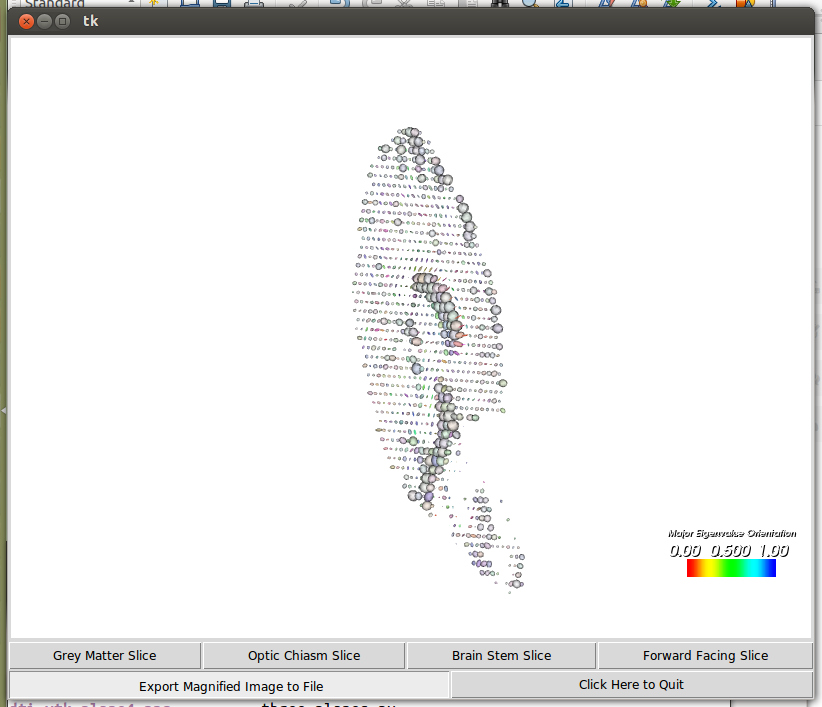 Standard
tk
Major Eigenvalue Orientation
0.00 0.500 1.00
Grey Matter Slice Optic Chiasm Slice Brain Stem Slice Forward Facing Slice
Export Magnified Image to File Click Here to Quit